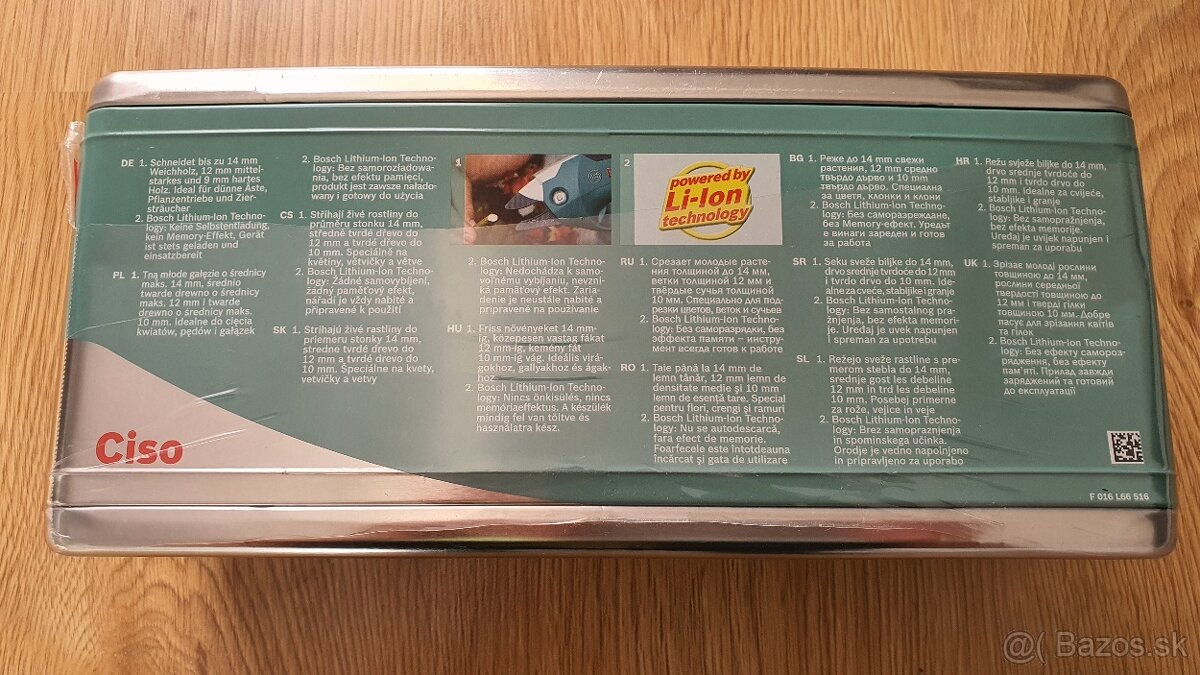 DE 1. Schneidet bis zu 14 mm
Weichholz, 12 mm mittel-
starkes und 9 mm hartes
Holz. Ideal für dünne Äste,
Pflanzentriebe und Zier-
sträucher
2. Bosch Lithium-Ion Techno-
logy: Keine Selbstentladung,
kein Memory-Effekt, Gerät
ist stets geladen und
einsatzbereit
PL 1. Tną młode gałęzie o średnicy
maks. 14 mm, średnio
twarde drewno o średnicy
maks. 12 mm i twarde
drewno o średnicy maks.
10 mm. Idealne do cięcia
kwiatów, pędów i gałązek
2. Bosch Lithium-Ion Techno-
logy: Bez samorozładowa-
nia, bez efektu pamięci,
produkt jest zawsze nałado-
wany i gotowy do użycia
CS 1. Stříhají živé rostliny do
průměru stonku 14 mm,
středně tvrdé dřevo do
12 mm a tvrdé dřevo do
10 mm. Speciálně na
květiny, větvičky a větve
2. Bosch Lithium-Ion Techno-
logy: Žádné samovybíjení,
žádný paměťový efekt,
nářadí je vždy nabité a
připravené k použití
SK 1. Strihajú živé rastliny do
priemeru stonky 14 mm,
stredne tvrdé drevo do
12 mm a tvrdé drevo do
10 mm. Špeciálne na kvety,
vetvičky a vetvy
1
2. Bosch Lithium-Ion Techno-
logy: Nedochádza k samo-
voľnému vybíjaniu, nevzni-
ká pamäťový efekt. Zaria-
denie je neustále nabité a
pripravené na používanie
HU 1. Friss növényeket 14 mm-
ig, közepesen vastag fákat
12 mm-ig, kemény fát
10 nm-ig vág. Ideális virá-
gokhoz, gallyakhoz és ágak-
hoz
2. Bosch Lithium-Ion Techno-
logy: Nincs önkisülés, nincs
memóriaeffektus. A készülék
mindig fel van töltve és
használatra kész.
2
powered by
Li-Ion
technology
RU 1. Срезает молодые расте-
ния толщиной до 14 мм,
ветки толщиной 12 мм и
твёрдые сучья толщиной
10 мм. Специально для под-
резки цветов, веток и сучьев
2. Bosch Lithium-Ion Techno-
logy: Без саморазрядки, без
эффекта памяти – инстру-
мент всегда готов к работе
RO 1. Taie până la 14 mm de
lemn tânăr, 12 mm lemn de
densitate medie şi 10 mm
lemn de esenţă tare. Special
pentru flori, crengi şi ramuri
2. Bosch Lithium-Ion Techno-
logy: Nu se autodescarcă,
fara efect de memorie.
Foarfecele este întotdeauna
încărcat şi gata de utilizare
BG 1. Реже до 14 mm свежи
растения, 12 mm средно
твърдо дърво и 10 mm
твърдо дърво. Специална
за цветя, клонки и клони
2. Bosch Lithium-Ion Techno-
logy: Без саморазреждане,
без Memory-ефект. Уредът
е винаги зареден и готов
за работа
SR 1. Seku sveže biljke do 14 mm,
drvo srednje tvrdoće do 12 mm
i tvrdo drvo do 10 mm. Ide-
alne za cveće, stabljike i granje
2. Bosch Lithium-Ion Techno-
logy: Bez samostalnog pra-
žnjenja, bez efekta memori-
je. Uređaj je uvek napunjen
i spreman za upotrebu
SL 1. Režejo sveže rastline s pre-
merom stebla do 14 mm,
srednje gost les debeline
12 mm in trd les debeline
10 mm. Posebej primerne
za rože, vejice in veje
2. Bosch Lithium-Ion Techno-
logy: Brez samopraznjenja
in spominskega učinka.
Orodje je vedno napolnjeno
in pripravljeno za uporabo
HR 1. Režu svježe biljke do 14 mm,
drvo srednje tvrdoće do
12 mm i tvrdo drvo do
10 mm. Idealne za cvijeće,
stabljike i granje
2. Bosch Lithium-Ion Techno-
logy: Bez samopražnjenja,
bez efekta memorije.
Uređaj je uvijek napunjen i
spreman za uporabu
UK 1. Зрізає молоді рослини
товщиною до 14 мм,
рослини середньої
твердості товщиною до
12 мм і тверді гілки
товщиною 10 мм. Добре
пасує для зрізання квітів
та гілок
2. Bosch Lithium-Ion Techno-
logy: Без ефекту самороз-
рядження, без ефекту
пам'яті. Прилад завжди
заряджений та готовий
до експлуатації
Ciso
F 016 L66 516
@( Bazos.sk